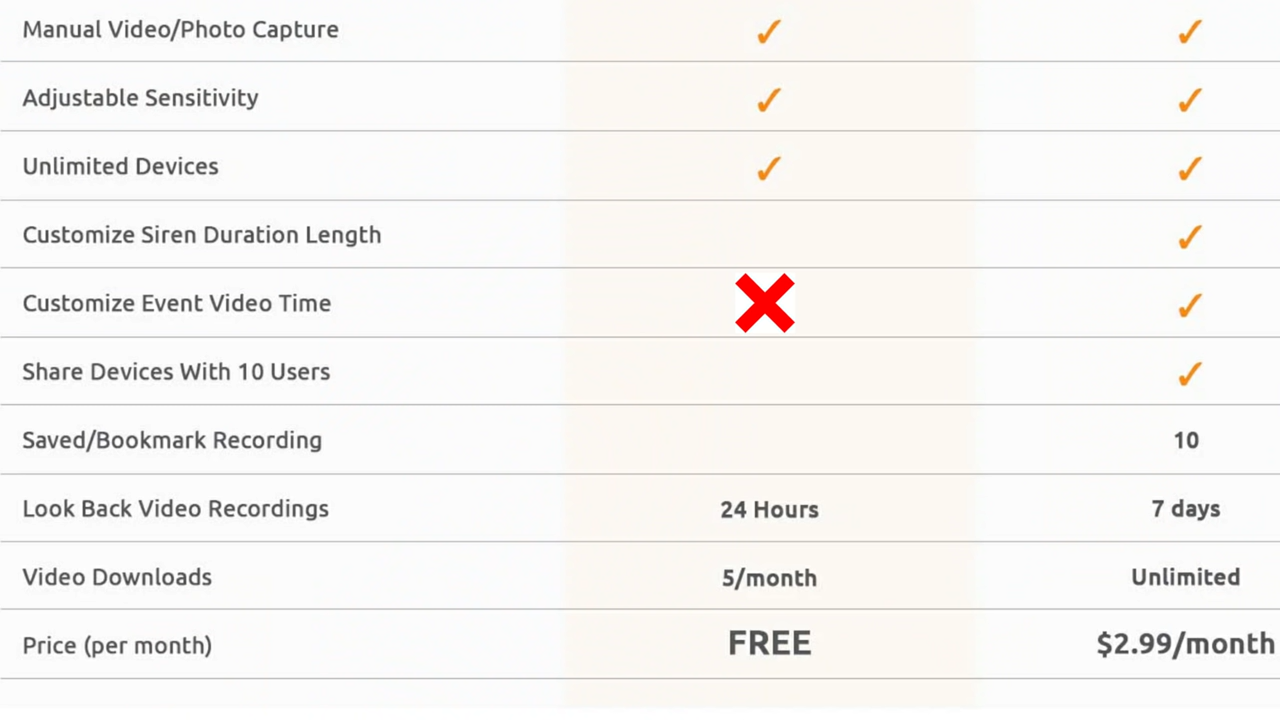 Manual Video/Photo Capture ✓ ✓
Adjustable Sensitivity ✓ ✓
Unlimited Devices ✓ ✓
Customize Siren Duration Length ✓
Customize Event Video Time ❌ ✓
Share Devices With 10 Users ✓
Saved/Bookmark Recording 10
Look Back Video Recordings 24 Hours 7 days
Video Downloads 5/month Unlimited
Price (per month) FREE $2.99/month